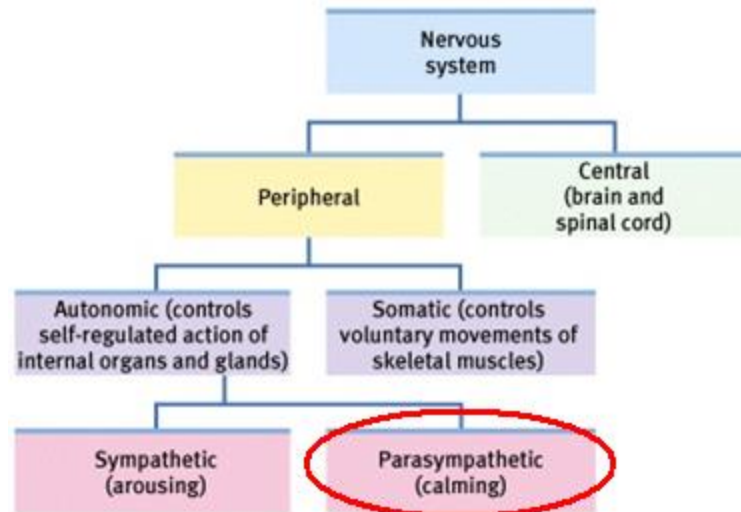 Nervous
system
Peripheral
Central
(brain and
spinal cord)
Autonomic (controls
self-regulated action of
internal organs and glands)
Somatic (controls
voluntary movements of
skeletal muscles)
Sympathetic
(arousing)
Parasympathetic
(calming)